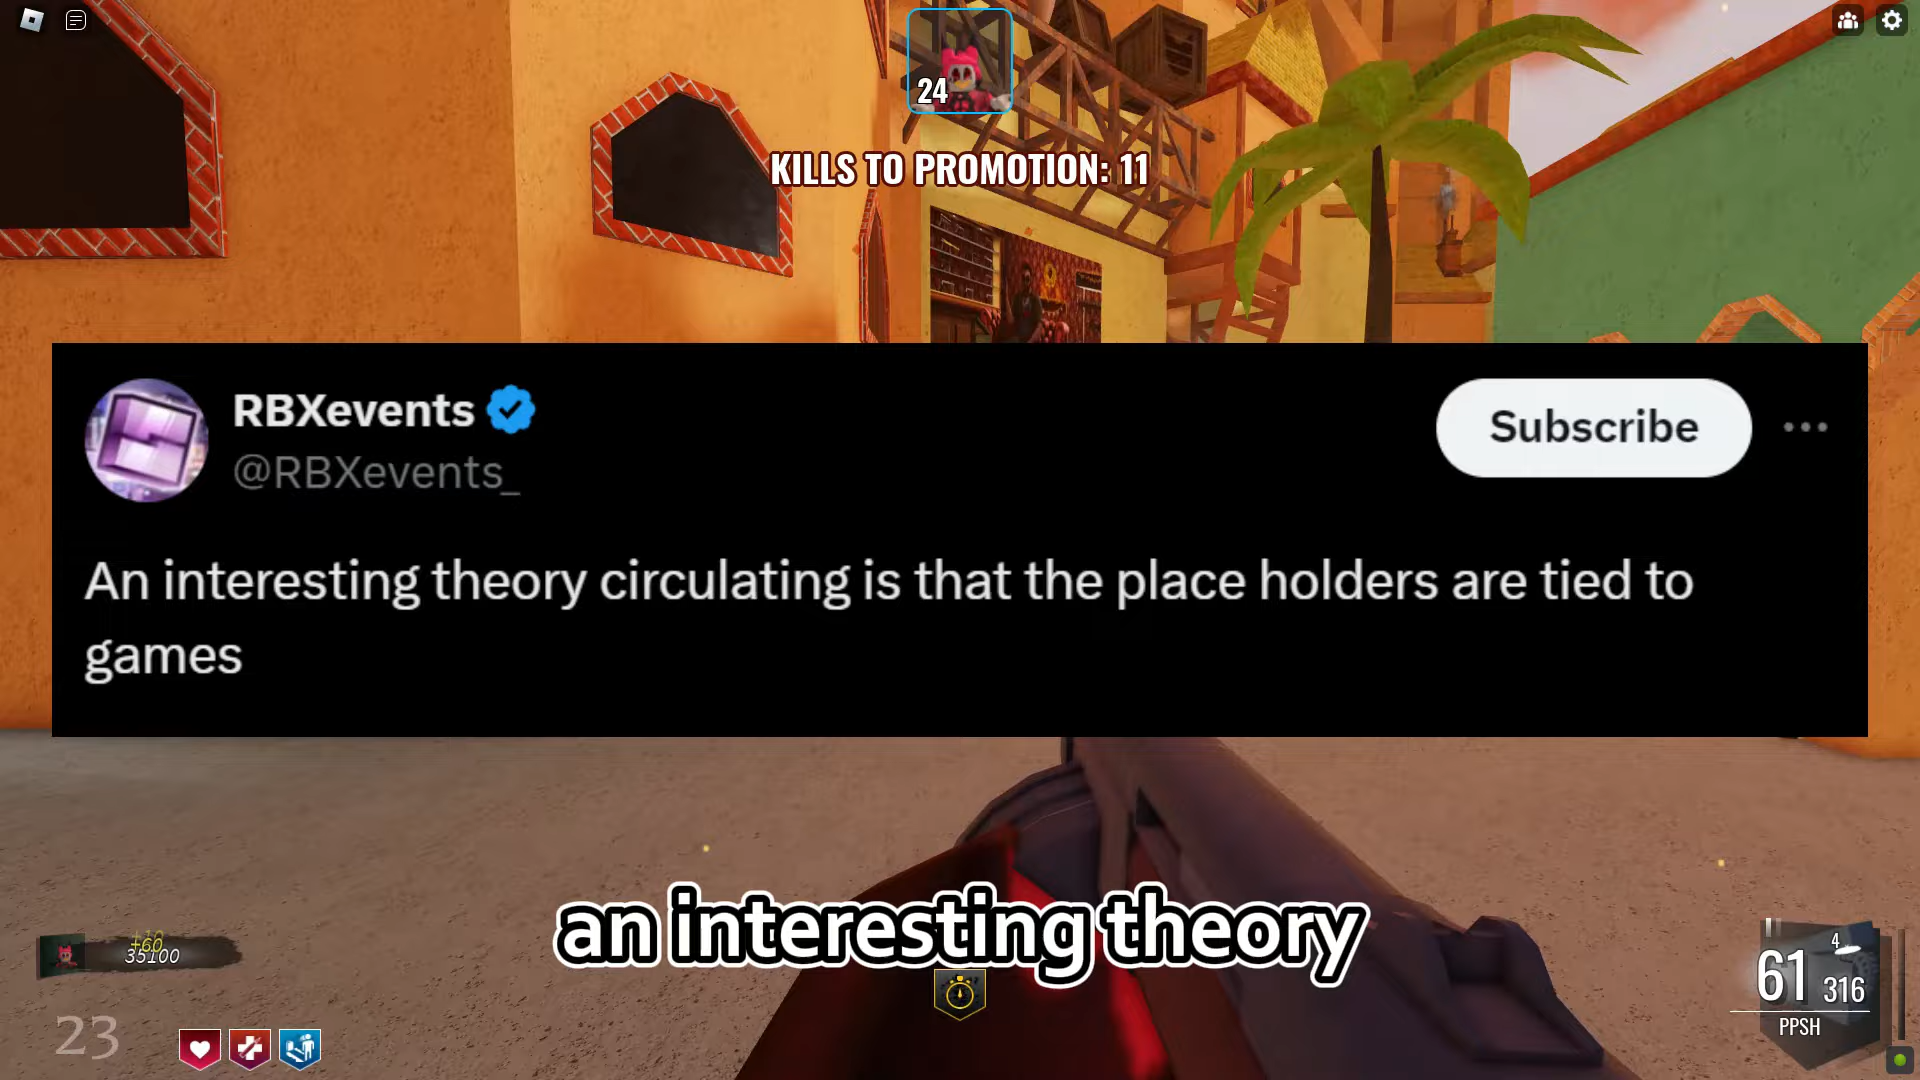 24
KILLS TO PROMOTION: 11
RBXevents
@RBXevents_
Subscribe
An interesting theory circulating is that the place holders are tied to
games
an interesting theory
+60
35100
23
4
61 316
PPSH